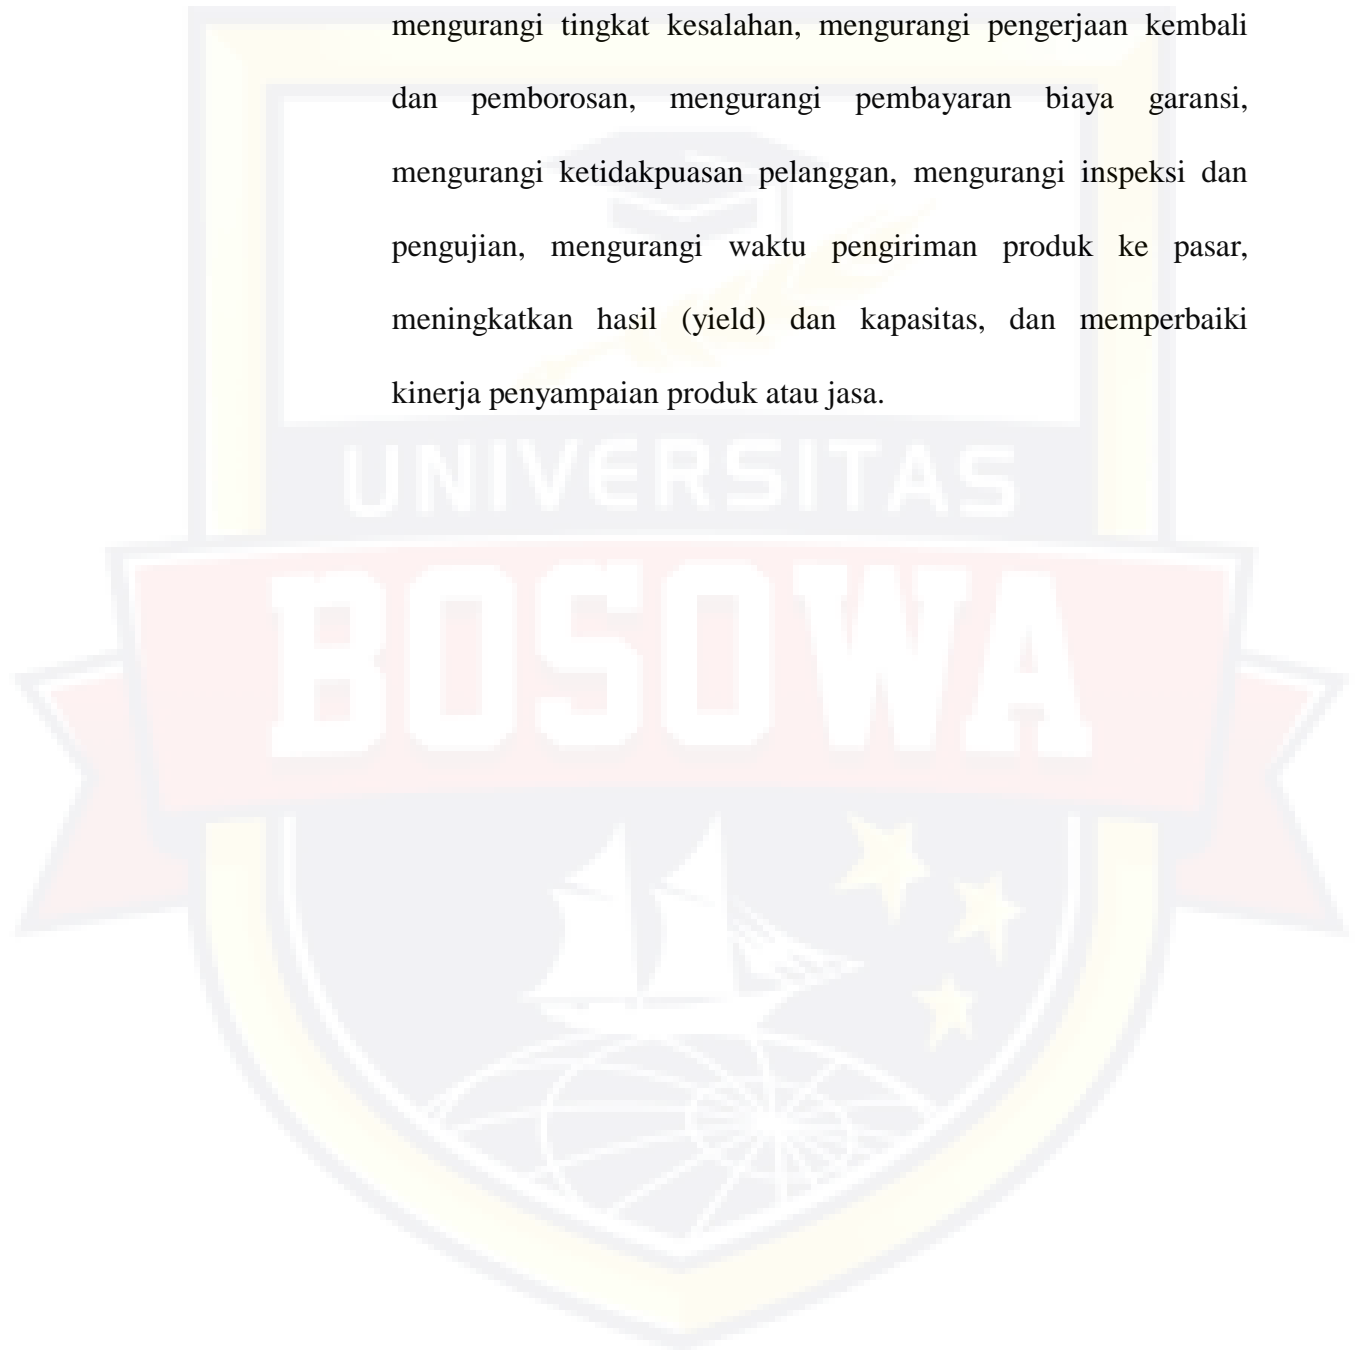 mengurangi tingkat kesalahan, mengurangi pengerjaan kembali
dan pemborosan, mengurangi pembayaran biaya garansi,
mengurangi ketidakpuasan pelanggan, mengurangi inspeksi dan
pengujian, mengurangi waktu pengiriman produk ke pasar,
meningkatkan hasil (yield) dan kapasitas, dan memperbaiki
kinerja penyampaian produk atau jasa.
UNIVERSITAS
BOSOWA